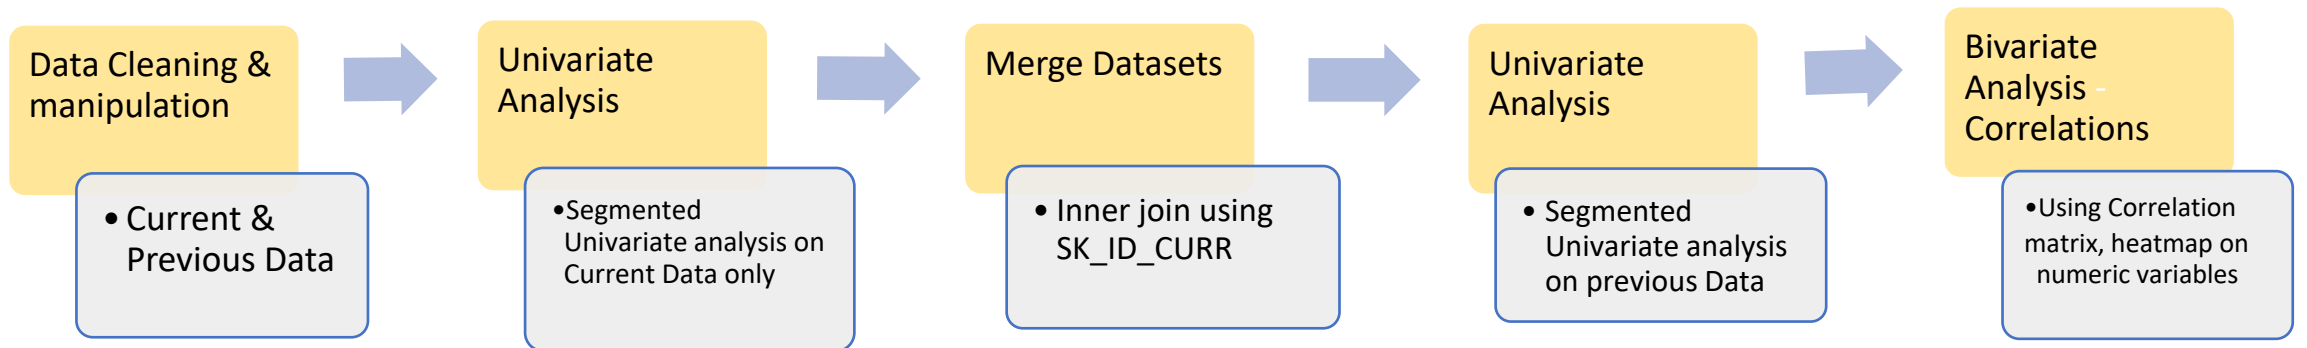 Data Cleaning &
manipulation
• Current &
Previous Data
Univariate
Analysis
•Segmented
Univariate analysis on
Current Data only
Merge Datasets
• Inner join using
SK_ID_CURR
Univariate
Analysis
• Segmented
Univariate analysis
on previous Data
Bivariate
Analysis -
Correlations
•Using Correlation
matrix, heatmap on
numeric variables